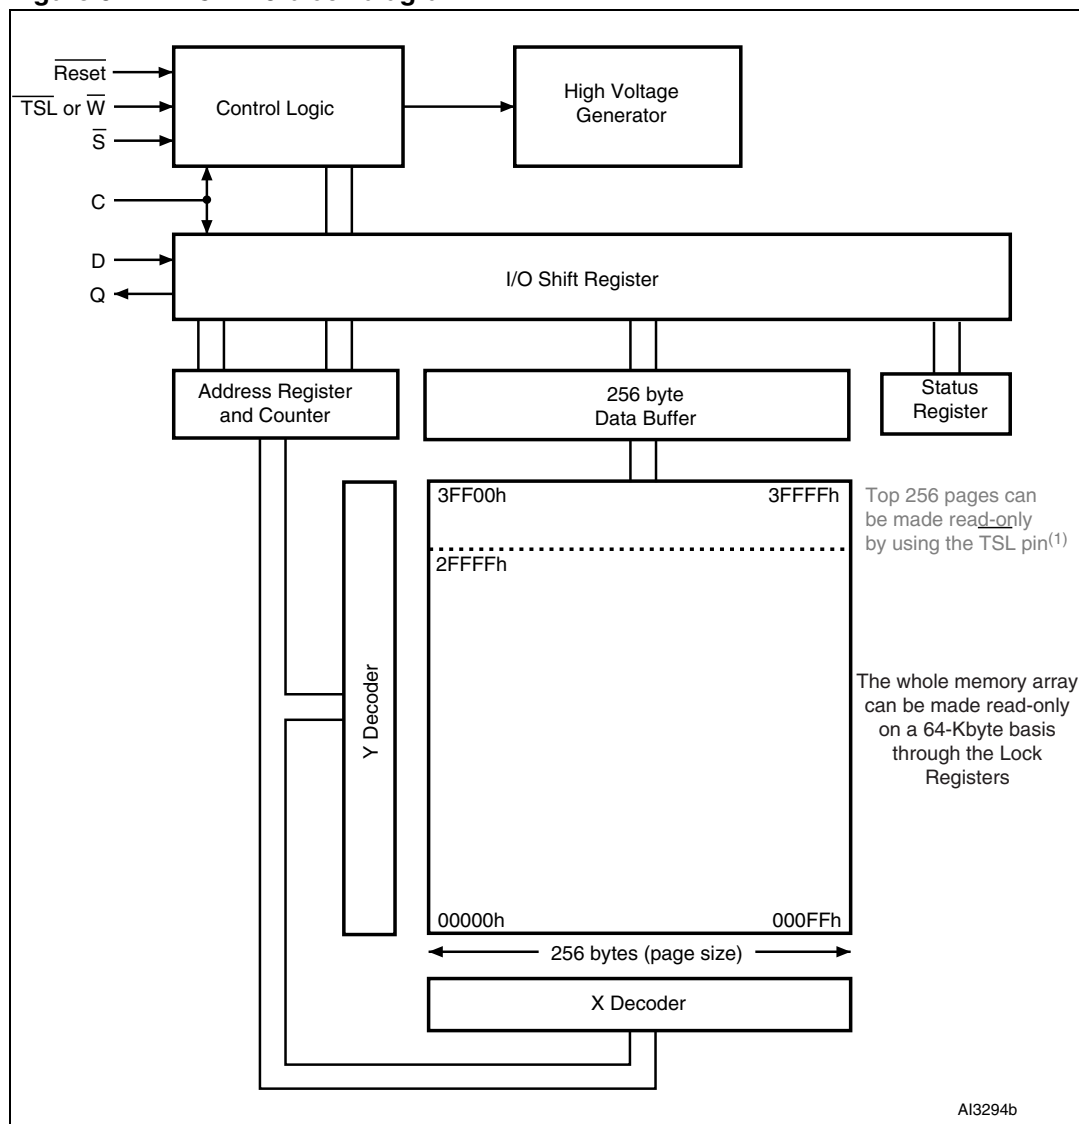 Reset
TSL or W
S
C
D
Q
Control Logic
High Voltage
Generator
I/O Shift Register
Address Register
and Counter
256 byte
Data Buffer
Status
Register
3FF00h 3FFFFh
2FFFFh
Top 256 pages can
be made read-only
by using the TSL pin(1)
Y Decoder
The whole memory array
can be made read-only
on a 64-Kbyte basis
through the Lock
Registers
00000h 000FFh
256 bytes (page size)
X Decoder
AI3294b